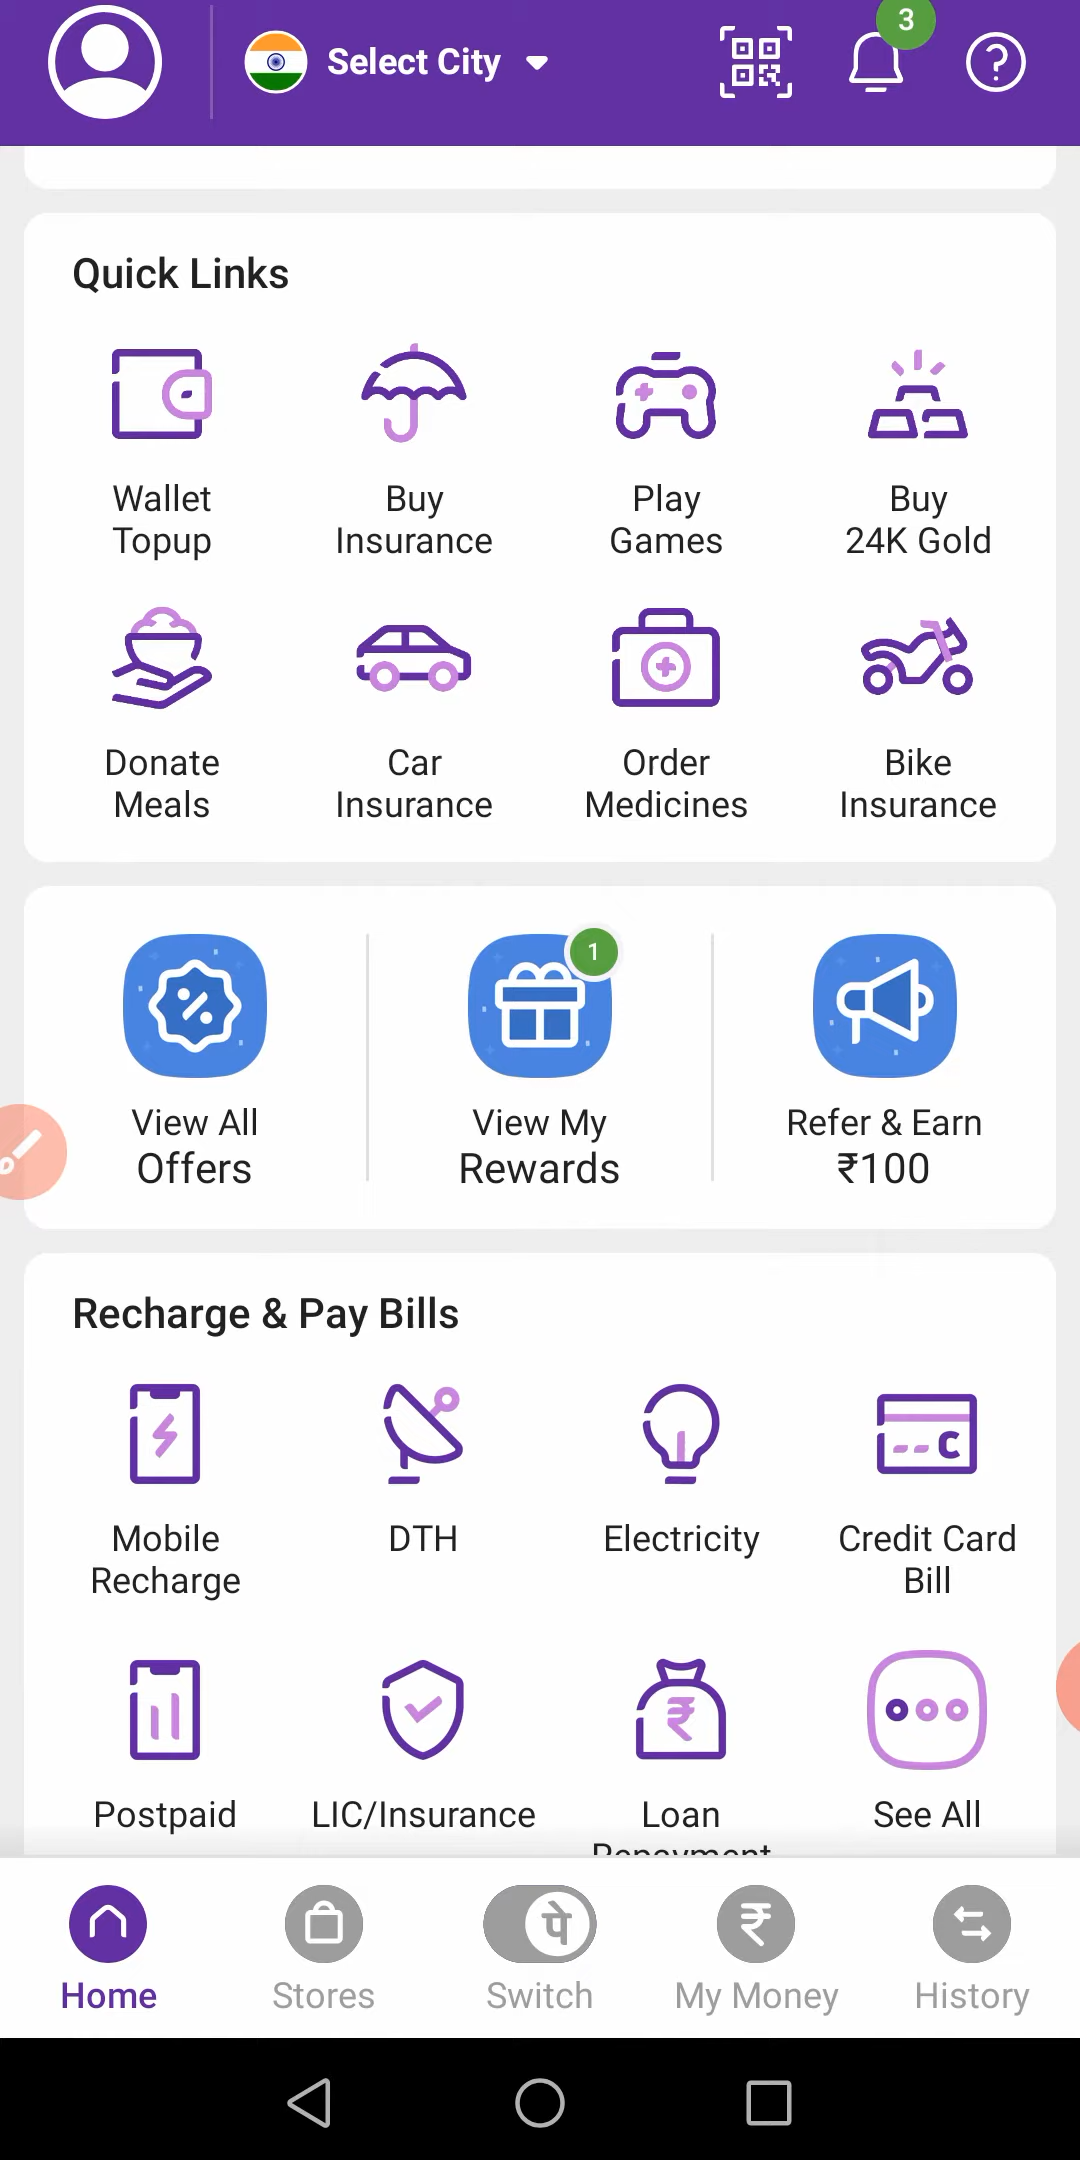 Select City
3
Quick Links
Wallet Topup
Buy Insurance
Play Games
Buy 24K Gold
Donate Meals
Car Insurance
Order Medicines
Bike Insurance
1
View All Offers
View My Rewards
Refer & Earn ₹100
Recharge & Pay Bills
Mobile Recharge
DTH
Electricity
C
Credit Card Bill
Postpaid
LIC/Insurance
₹
Loan Repayment
See All
Home
Stores
पे
Switch
₹
My Money
History